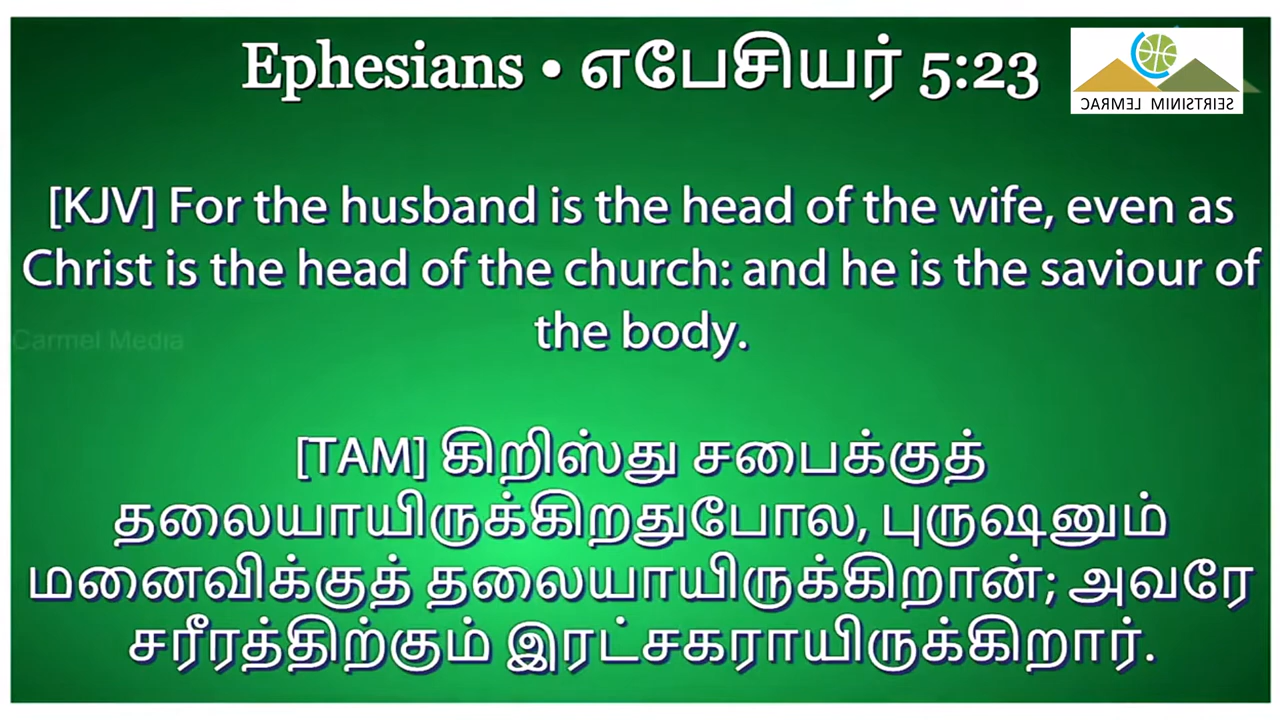 Ephesians • எபேசியர் 5:23
CARMEL MINISTRIES
[KJV] For the husband is the head of the wife, even as
Christ is the head of the church: and he is the saviour of
the body.
Carmel Media
[TAM] கிறிஸ்து சபைக்குத்
தலையாயிருக்கிறதுபோல, புருஷனும்
மனைவிக்குத் தலையாயிருக்கிறான்; அவரே
சரீரத்திற்கும் இரட்சகராயிருக்கிறார்.